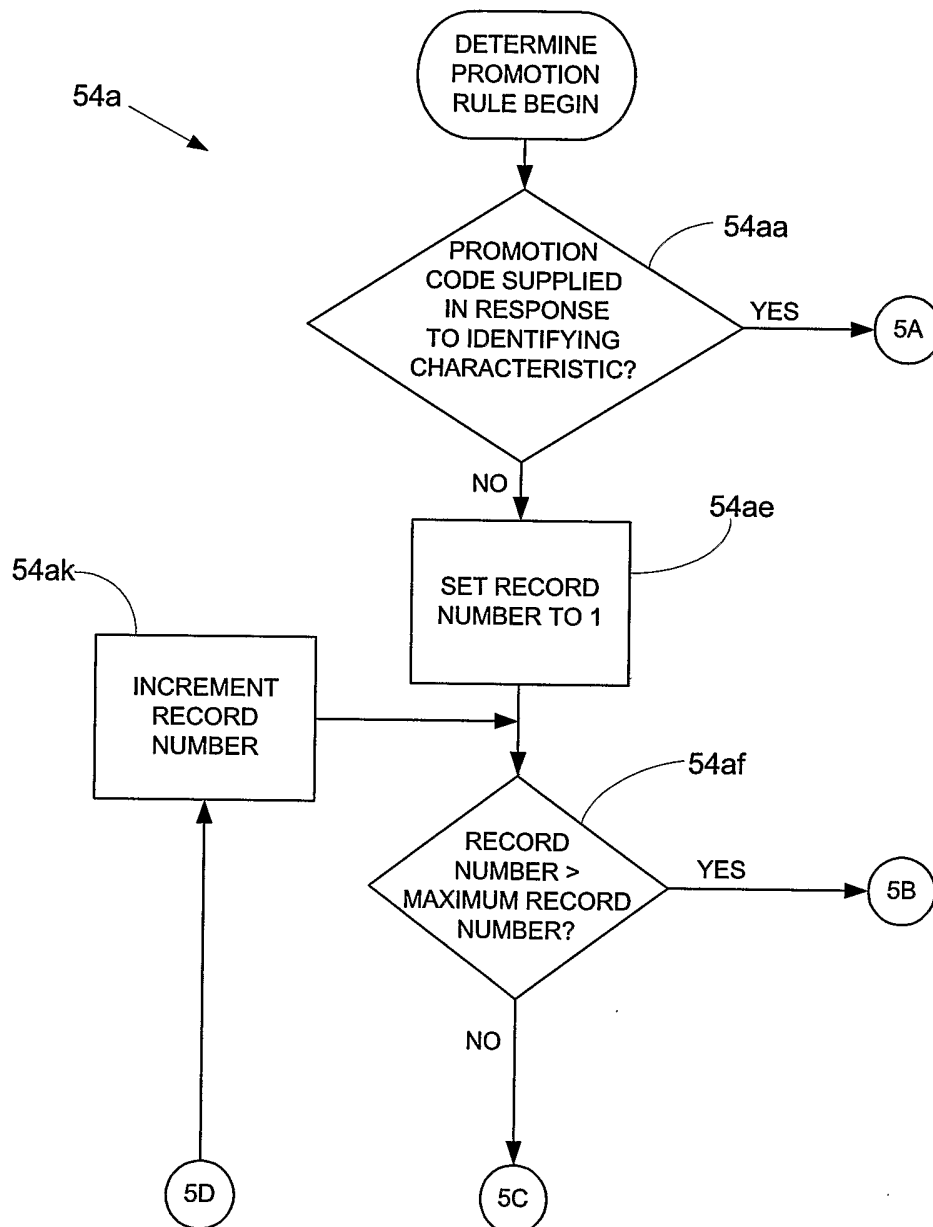 DETERMINE
PROMOTION
RULE BEGIN
54a
54aa
PROMOTION
CODE SUPPLIED
IN RESPONSE
TO IDENTIFYING
CHARACTERISTIC?
YES
5A
NO
54ae
SET RECORD
NUMBER TO 1
54ak
INCREMENT
RECORD
NUMBER
54af
RECORD
NUMBER >
MAXIMUM RECORD
NUMBER?
YES
5B
NO
5D
5C